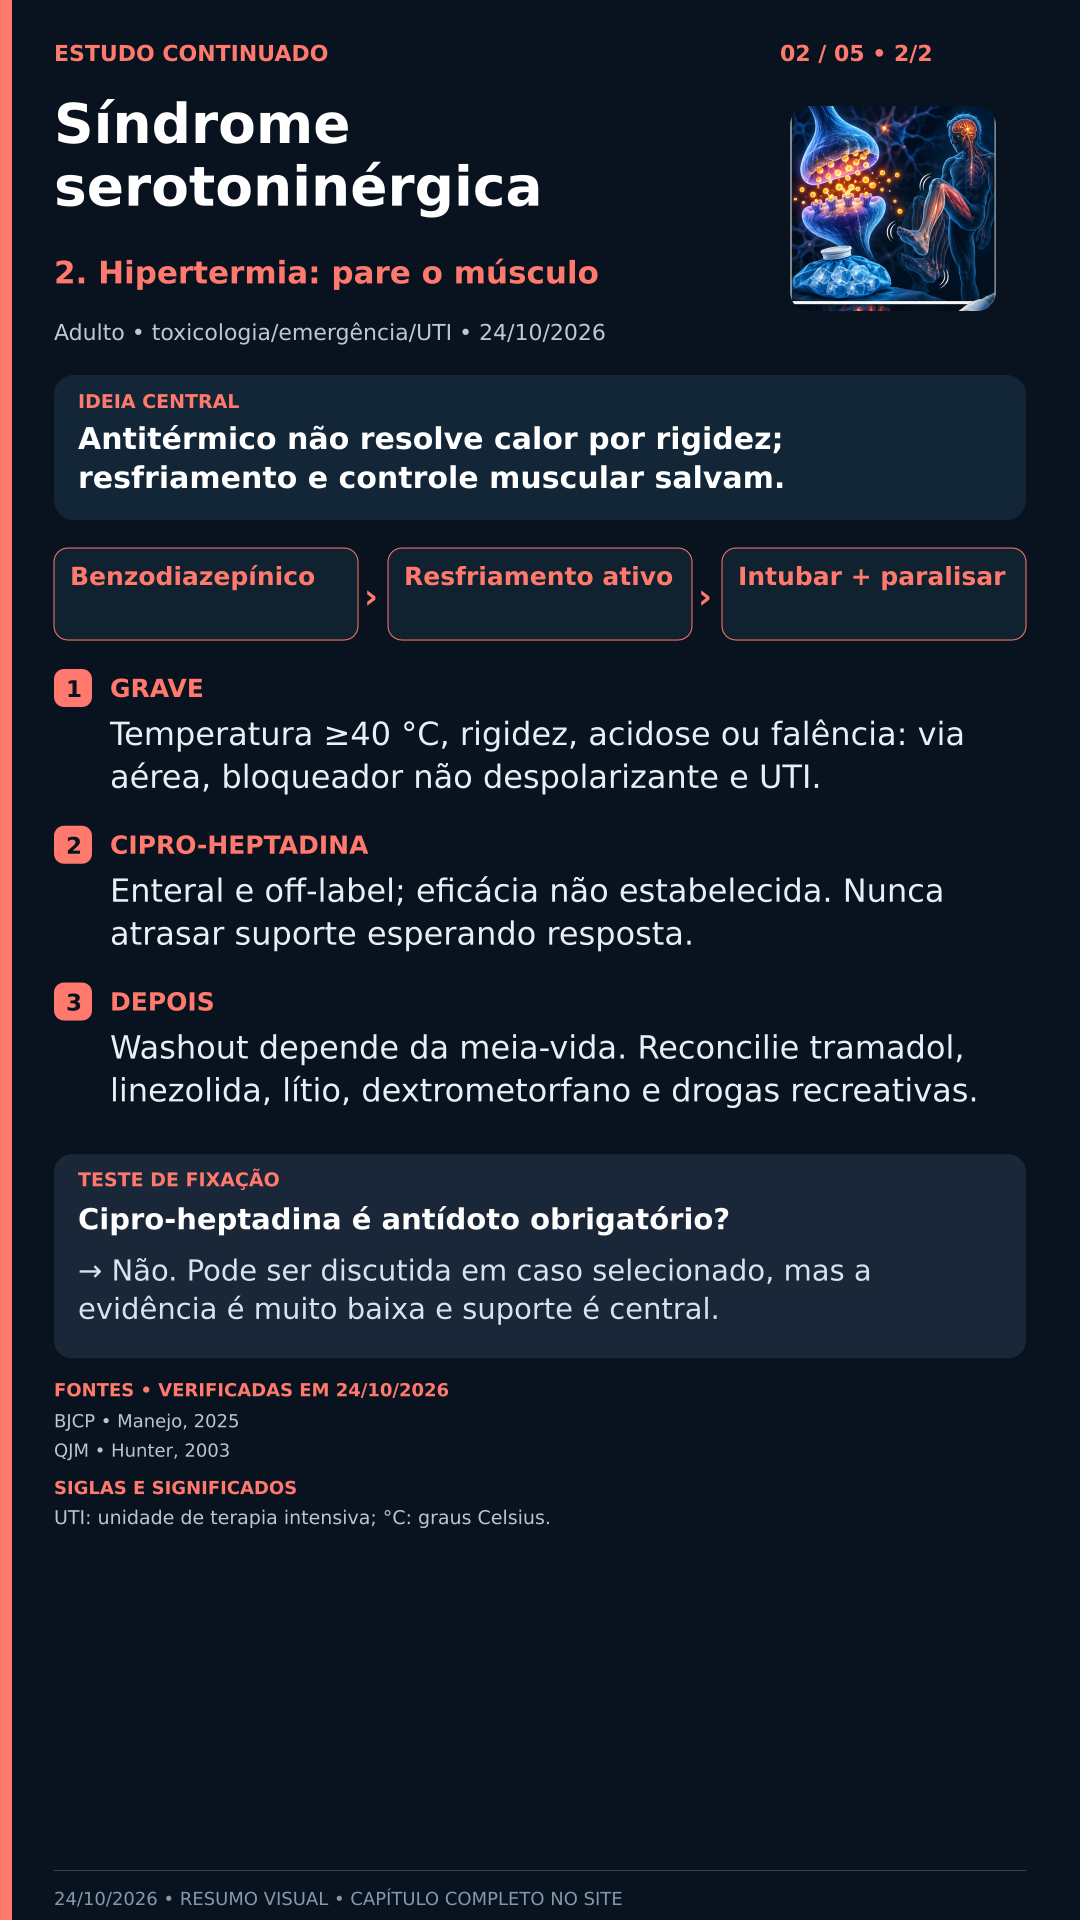 ESTUDO CONTINUADO
02 / 05 • 2/2
Síndrome
serotoninérgica
2. Hipertermia: pare o músculo
Adulto • toxicologia/emergência/UTI • 24/10/2026
IDEIA CENTRAL
Antitérmico não resolve calor por rigidez;
resfriamento e controle muscular salvam.
Benzodiazepínico › Resfriamento ativo › Intubar + paralisar
1 GRAVE
Temperatura ≥40 °C, rigidez, acidose ou falência: via
aérea, bloqueador não despolarizante e UTI.
2 CIPRO-HEPTADINA
Enteral e off-label; eficácia não estabelecida. Nunca
atrasar suporte esperando resposta.
3 DEPOIS
Washout depende da meia-vida. Reconcilie tramadol,
linezolida, lítio, dextrometorfano e drogas recreativas.
TESTE DE FIXAÇÃO
Cipro-heptadina é antídoto obrigatório?
→ Não. Pode ser discutida em caso selecionado, mas a
evidência é muito baixa e suporte é central.
FONTES • VERIFICADAS EM 24/10/2026
BJCP • Manejo, 2025
QJM • Hunter, 2003
SIGLAS E SIGNIFICADOS
UTI: unidade de terapia intensiva; °C: graus Celsius.
24/10/2026 • RESUMO VISUAL • CAPÍTULO COMPLETO NO SITE